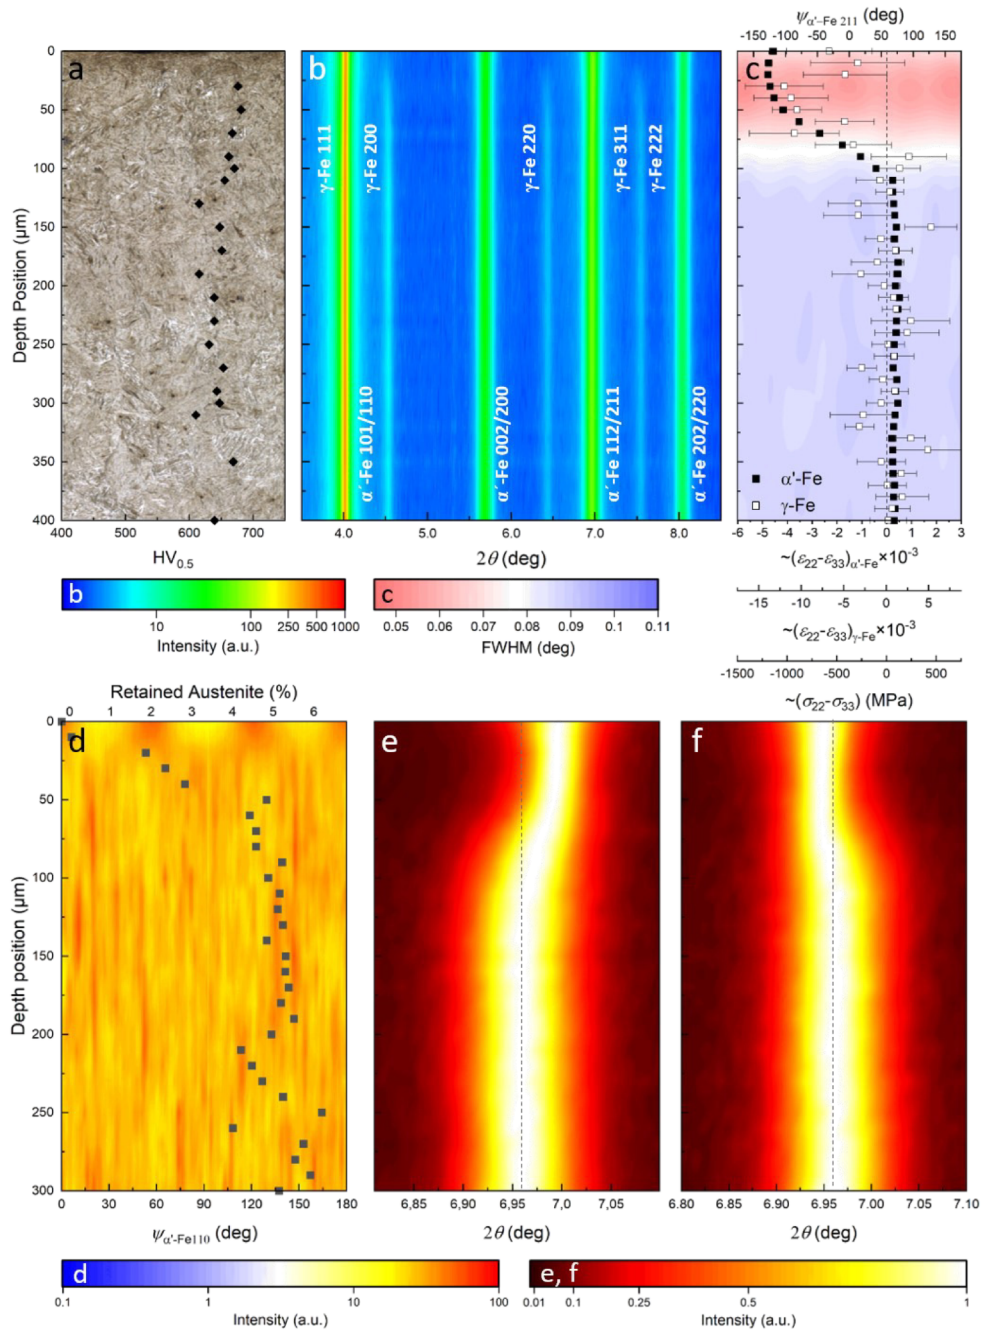 ψα'-Fe 211 (deg)
-150 -100 -50 0 50 100 150
a
b
c
0
50
100
150
200
250
300
350
400
Depth Position (µm)
γ-Fe 111
γ-Fe 200
γ-Fe 220
γ-Fe 311
γ-Fe 222
α´-Fe 101/110
α´-Fe 002/200
α´-Fe 112/211
α´-Fe 202/220
α'-Fe
γ-Fe
400 500 600 700
HV0.5
4.0 5.0 6.0 7.0 8.0
2θ (deg)
-6 -5 -4 -3 -2 -1 0 1 2 3
~(ε22-ε33)α'-Fe×10-3
b
10 100 250 500 1000
Intensity (a.u.)
c
0.05 0.06 0.07 0.08 0.09 0.1 0.11
FWHM (deg)
-15 -10 -5 0 5
~(ε22-ε33)γ-Fe×10-3
-1500 -1000 -500 0 500
~(σ22-σ33) (MPa)
Retained Austenite (%)
0 1 2 3 4 5 6
d
e
f
0
50
100
150
200
250
300
Depth position (µm)
0 30 60 90 120 150 180
ψα'-Fe110 (deg)
6,85 6,90 6,95 7,0 7,05
2θ (deg)
6.80 6.85 6.90 6.95 7.00 7.05 7.10
2θ (deg)
d
0.1 1 10 100
Intensity (a.u.)
e, f
0.01 0.1 0.25 0.5 1
Intensity (a.u.)